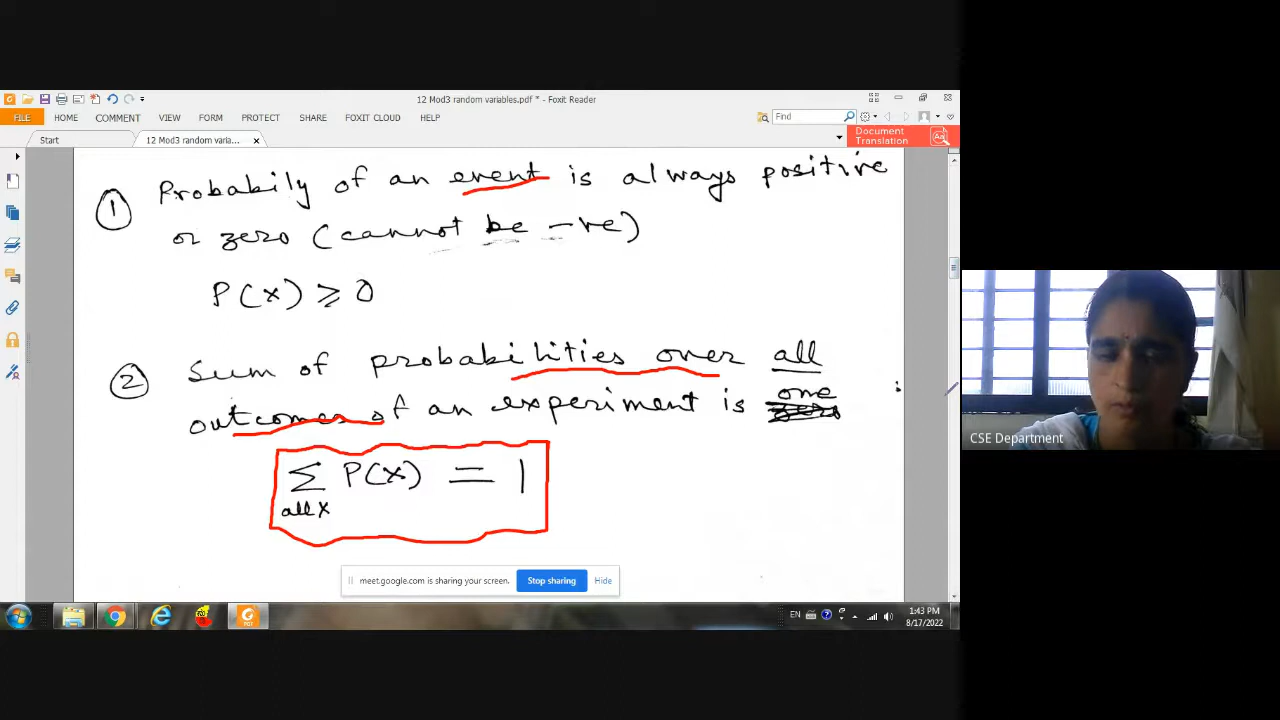 12 Mod3 random variables.pdf * - Foxit Reader
Find
FILE HOME COMMENT VIEW FORM PROTECT SHARE FOXIT CLOUD HELP
Start
12 Mod3 random varia...
Document
Translation
① Probabily of an event is always positive
or zero (cannot be -ve)
P(X) ≥ 0
② Sum of probabilities over all
outcomes of an experiment is one
∑ P(X) = 1
all X
CSE Department
meet.google.com is sharing your screen.
Stop sharing
Hide
EN
1:43 PM
8/17/2022